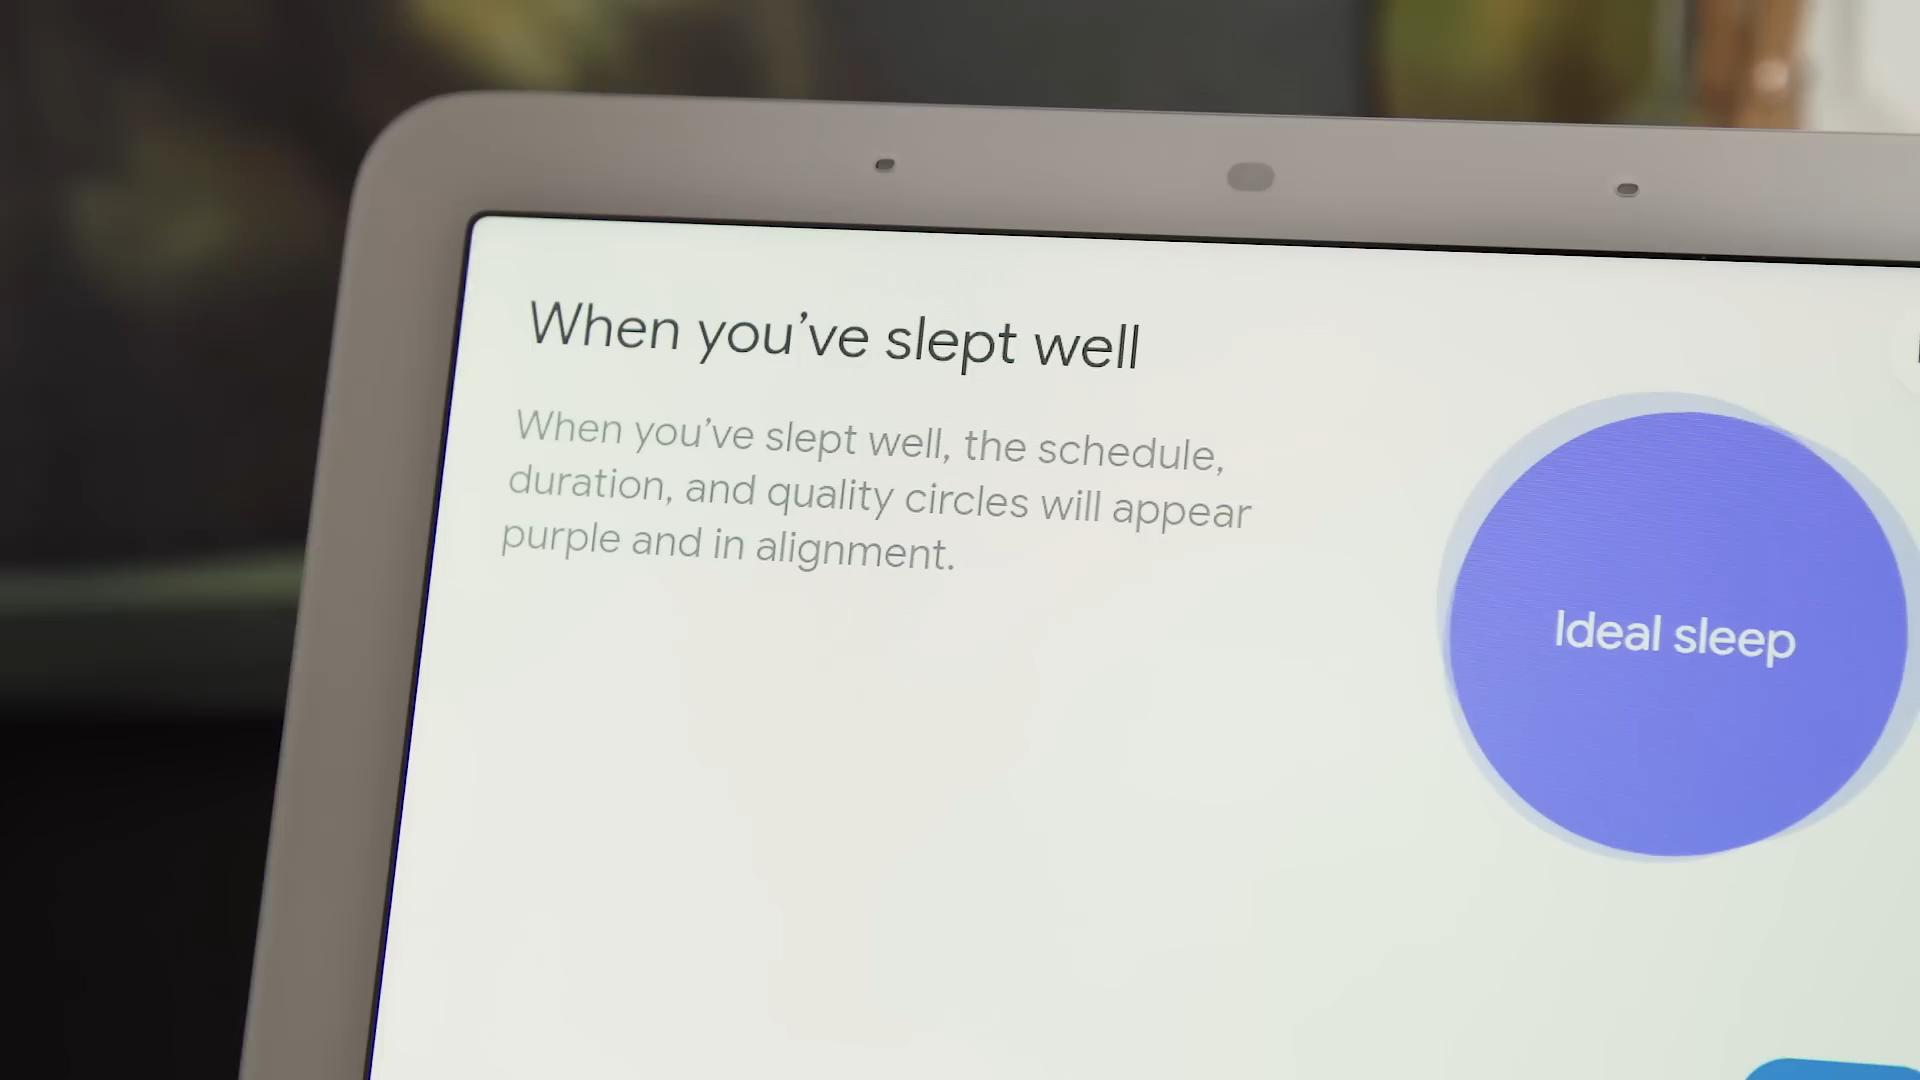 When you’ve slept well
When you’ve slept well, the schedule,
duration, and quality circles will appear
purple and in alignment.
Ideal sleep